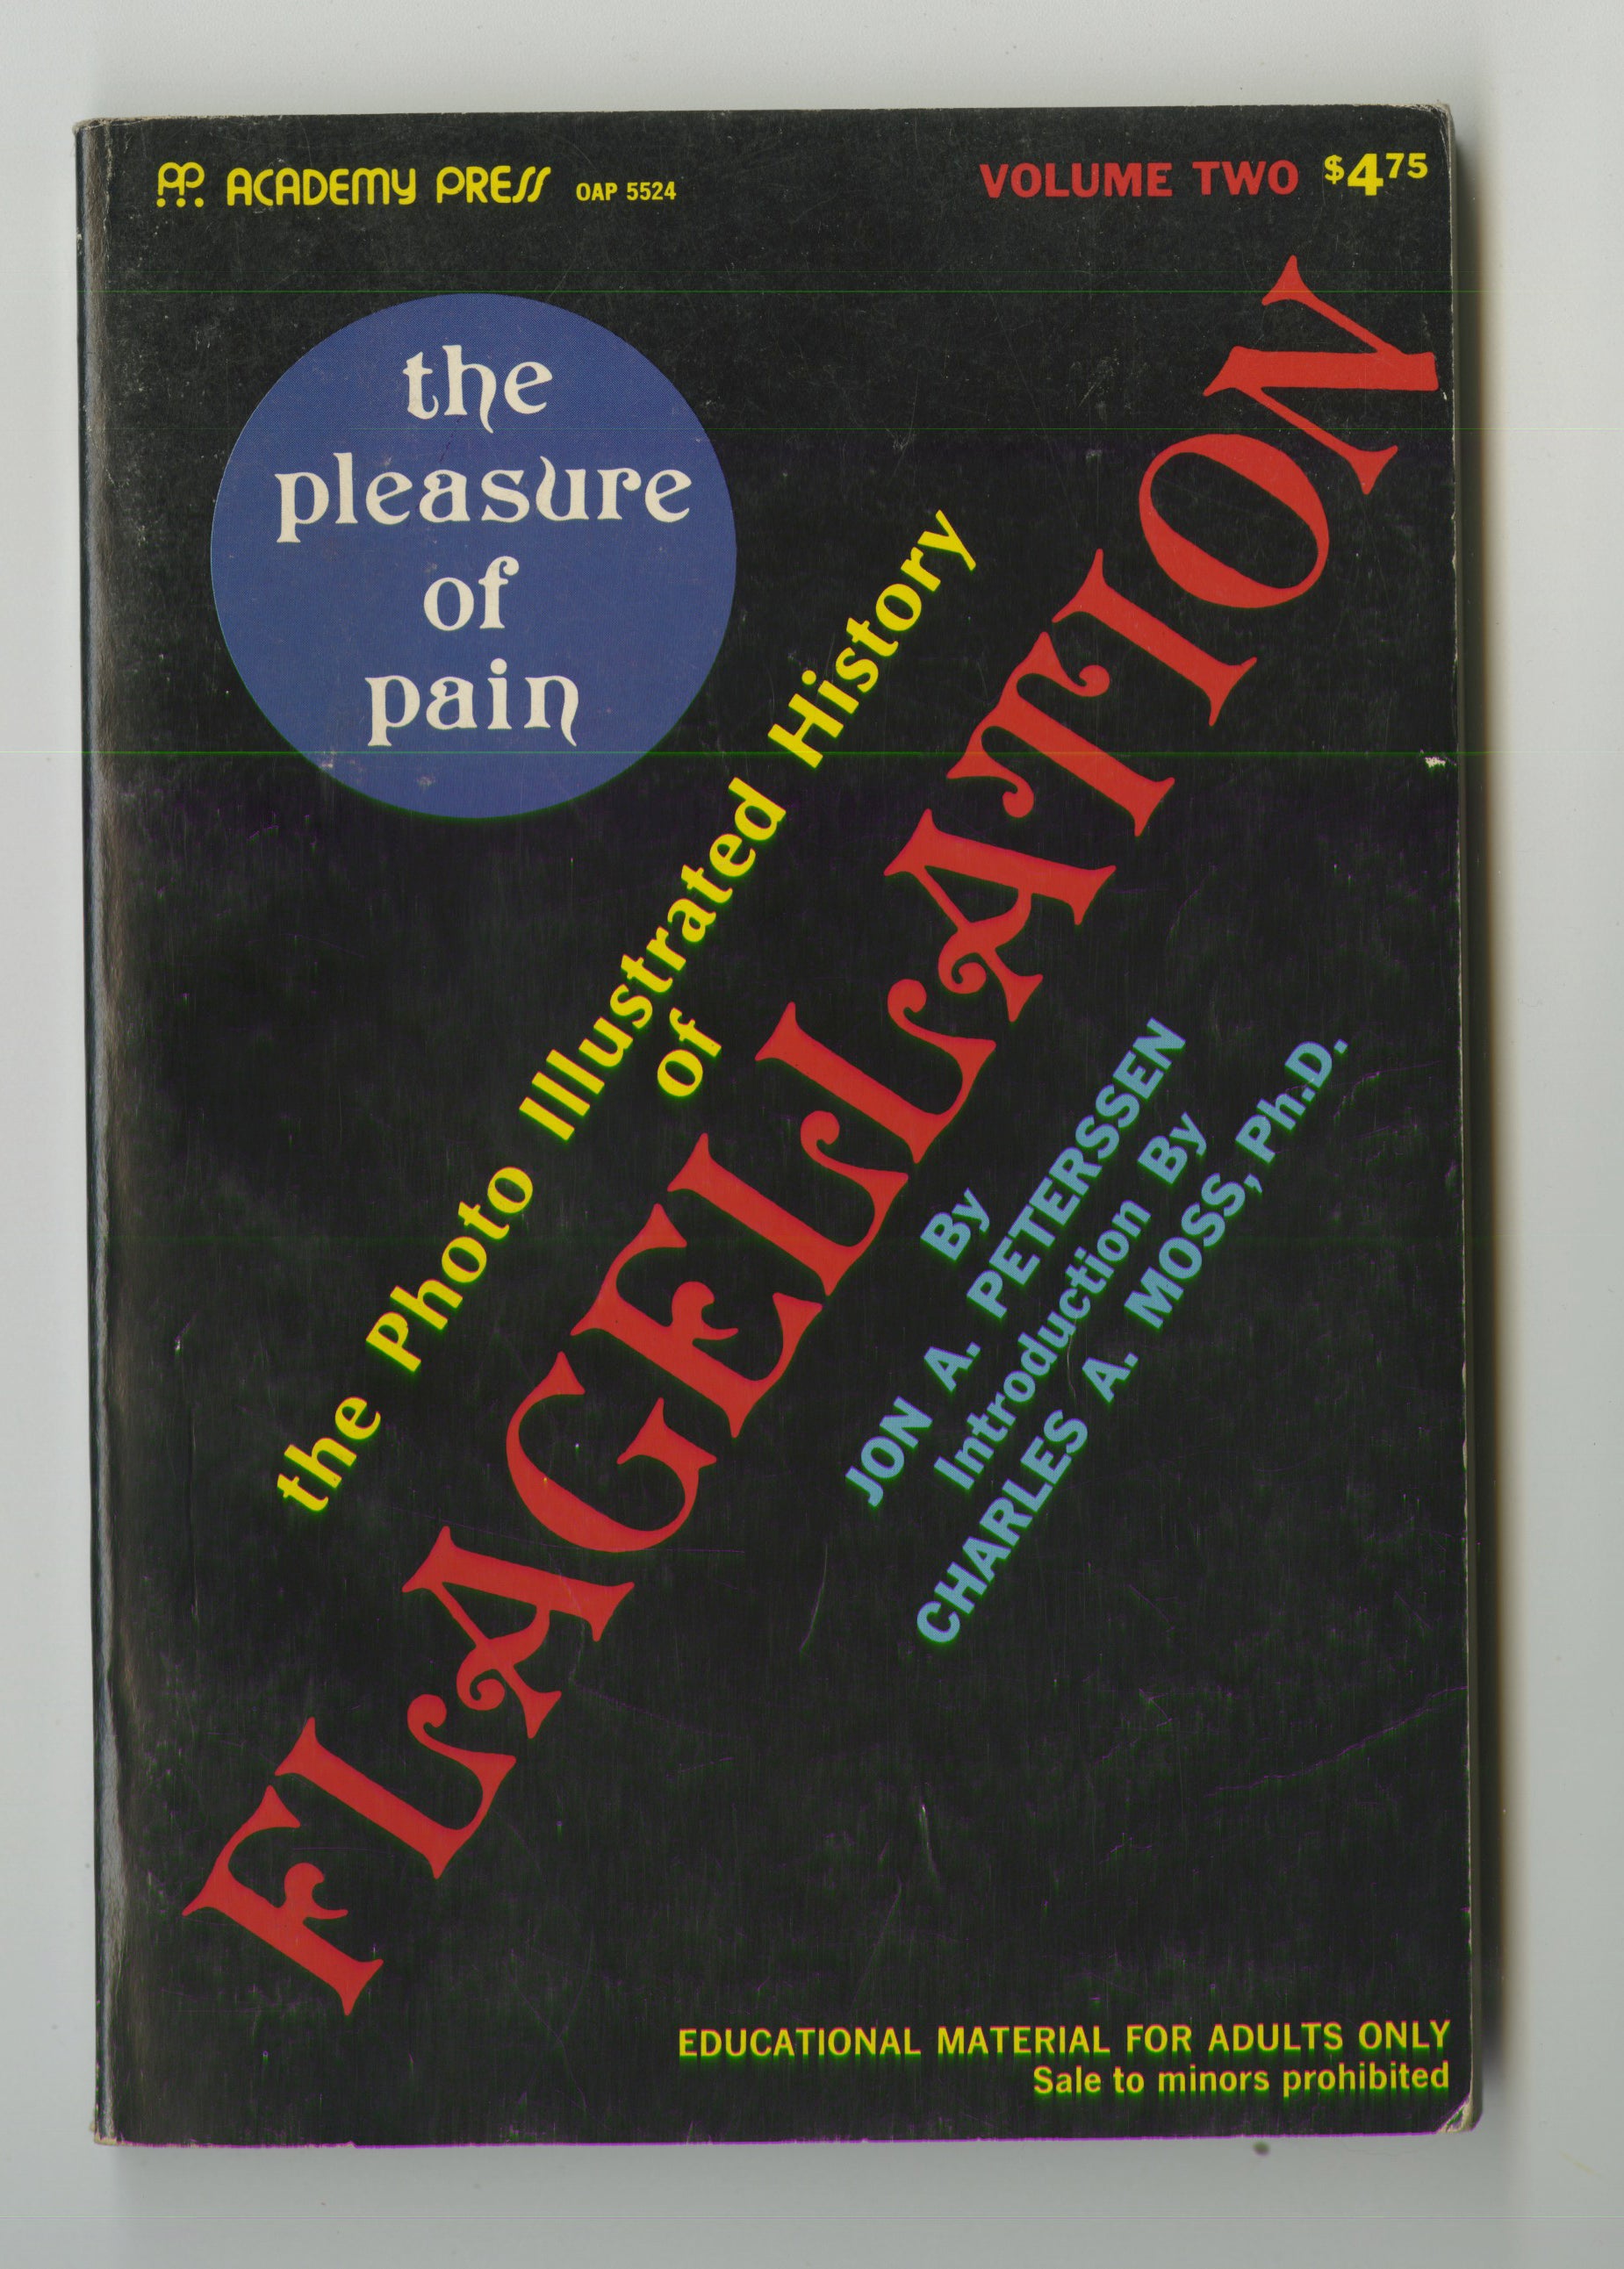 ACADEMY PRESS OAP 5524
VOLUME TWO $4.75
the
pleasure
of
pain
the Photo Illustrated History
of
FLAGELLATION
By
JON A. PETERSSEN
Introduction By
CHARLES A. MOSS, Ph.D.
EDUCATIONAL MATERIAL FOR ADULTS ONLY
Sale to minors prohibited